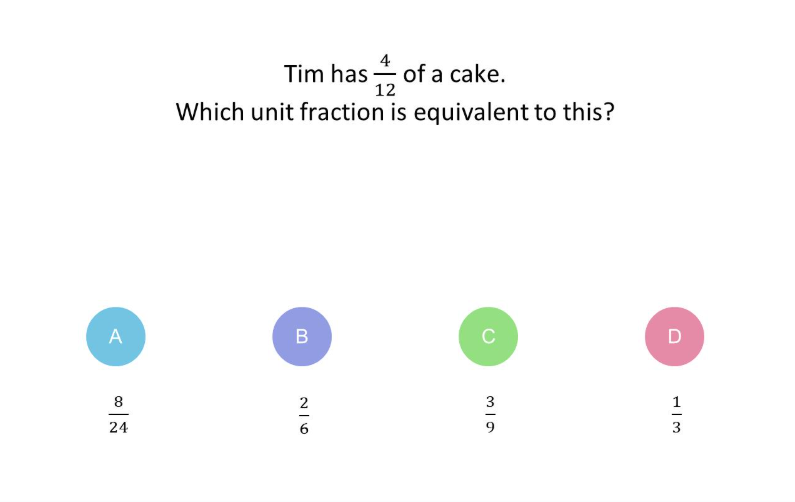 Tim has 4/12 of a cake.
Which unit fraction is equivalent to this?
A B C D
8/24 2/6 3/9 1/3